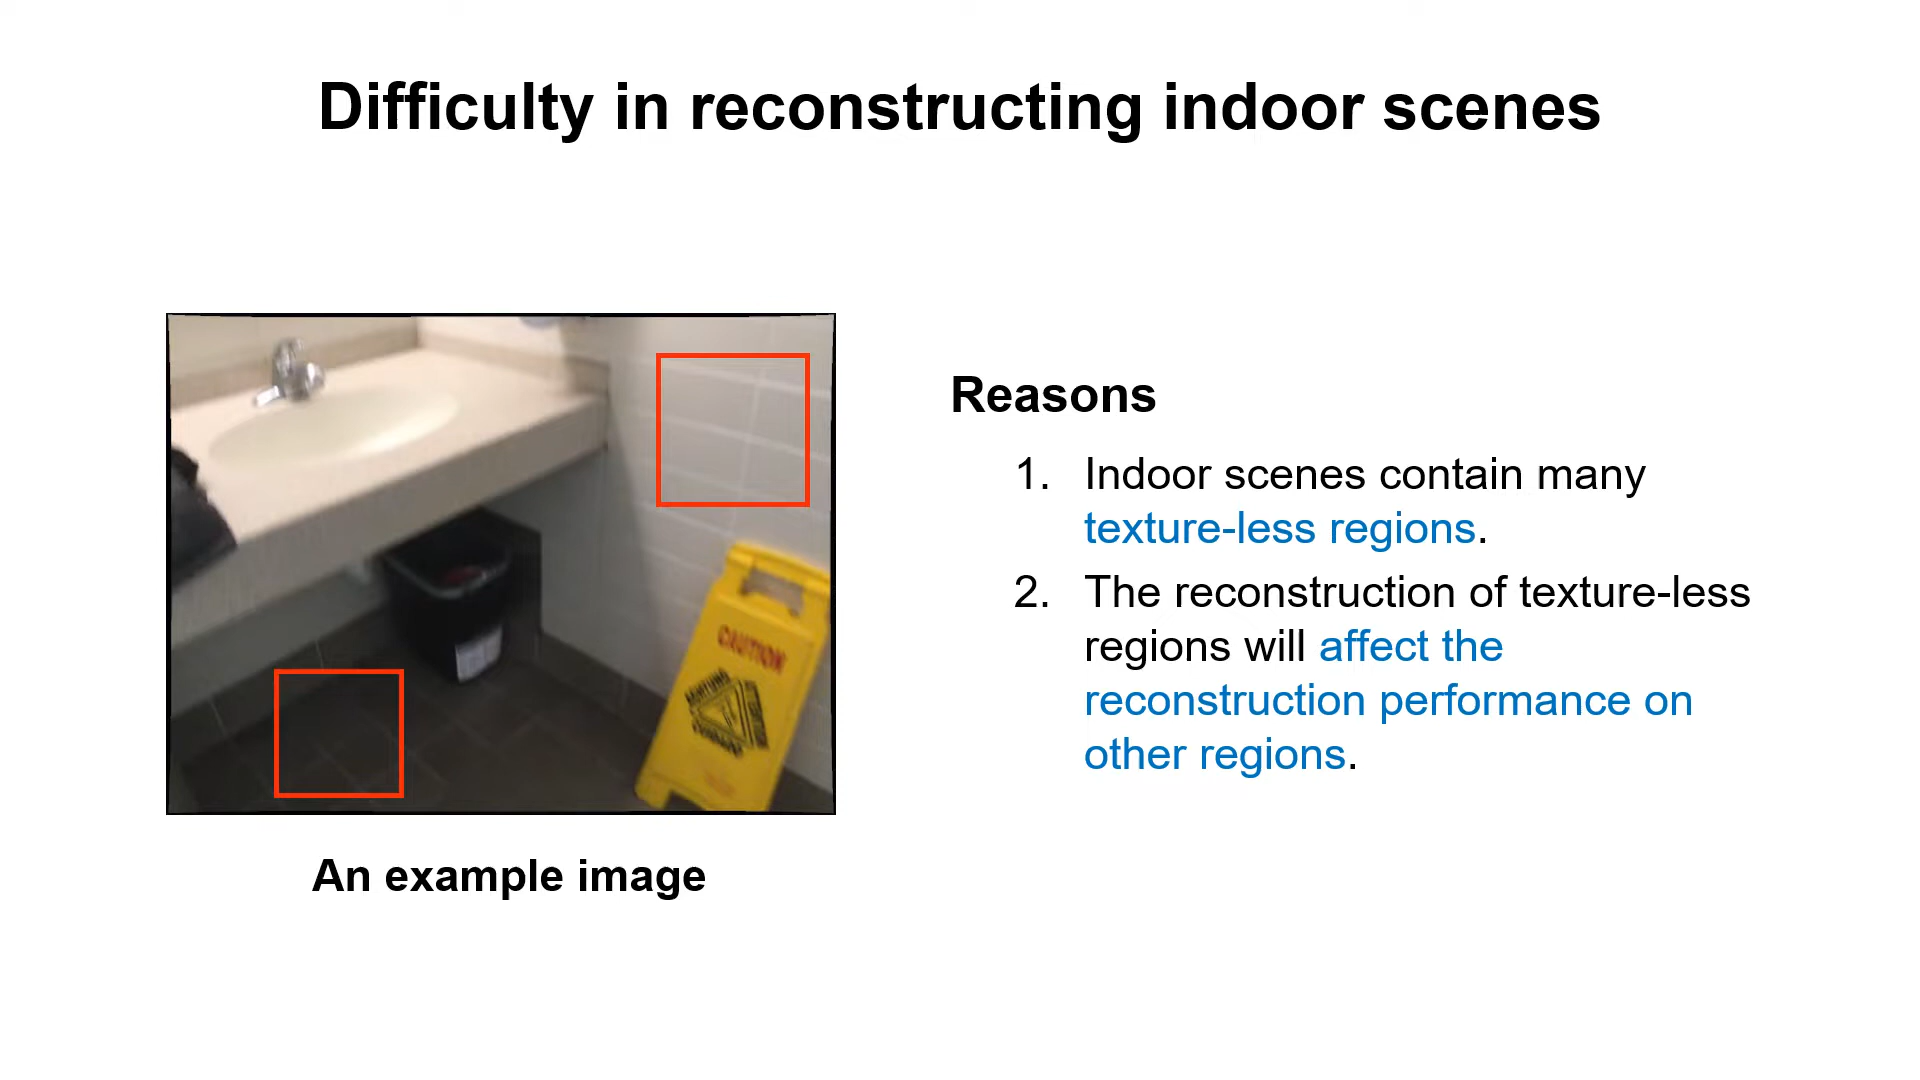 Difficulty in reconstructing indoor scenes
CAUTION
An example image
Reasons
1. Indoor scenes contain many
texture-less regions.
2. The reconstruction of texture-less
regions will affect the
reconstruction performance on
other regions.